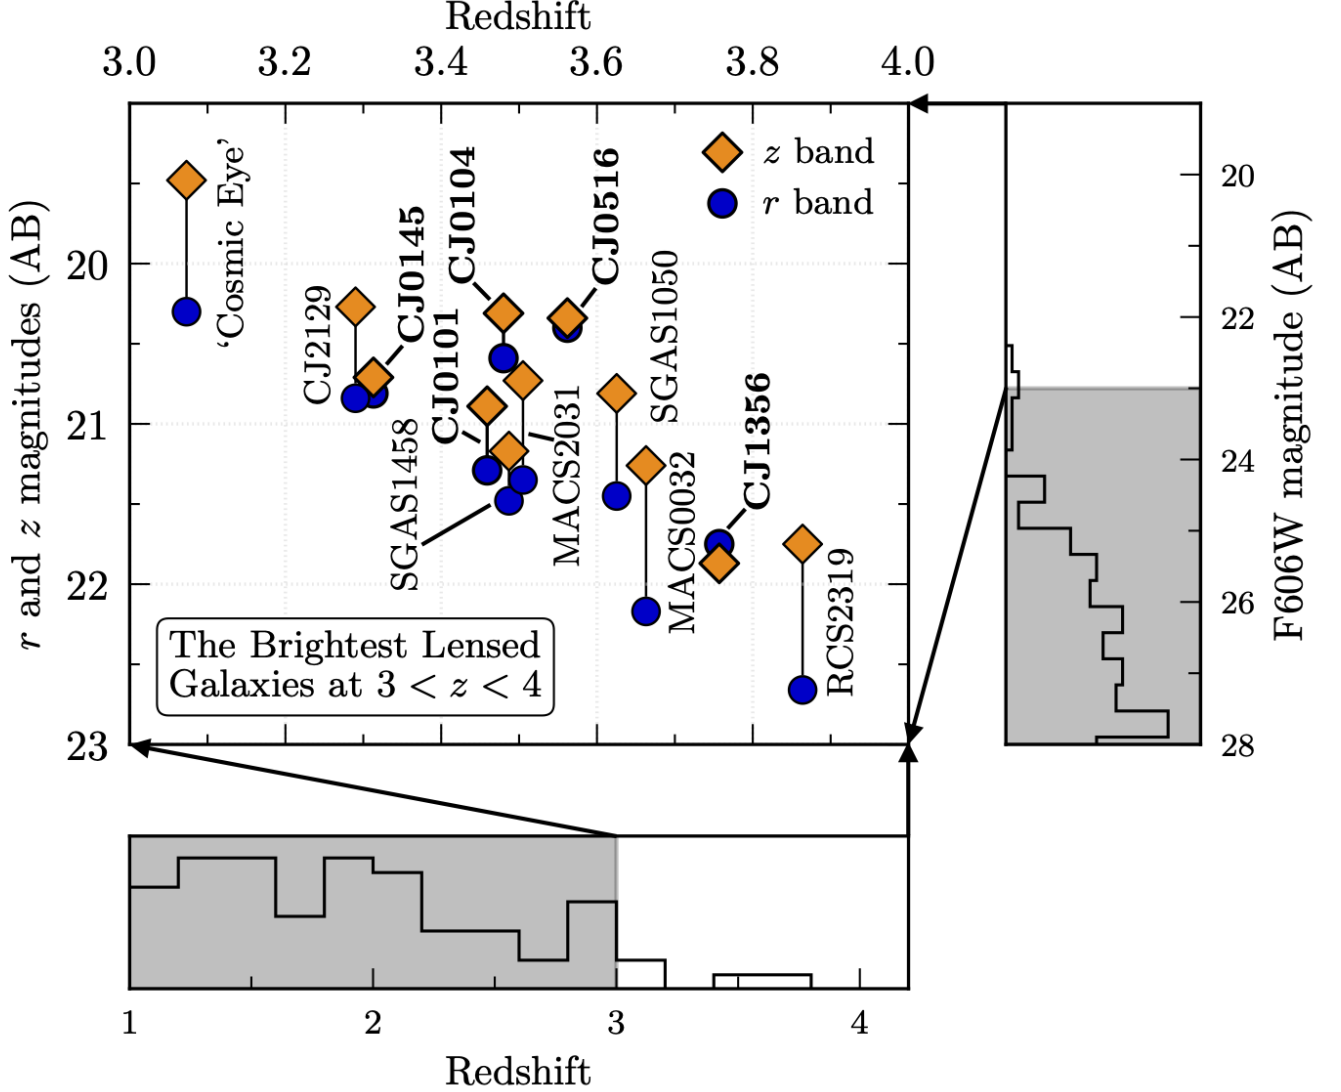 Redshift
3.0 3.2 3.4 3.6 3.8 4.0
r and z magnitudes (AB)
20
21
22
23
z band
r band
‘Cosmic Eye’
CJ2129
CJ0145
CJ0104
CJ0101
CJ0516
SGAS1050
SGAS1458
MACS2031
MACS0032
CJ1356
RCS2319
The Brightest Lensed
Galaxies at 3 < z < 4
20
22
24
26
28
F606W magnitude (AB)
1 2 3 4
Redshift